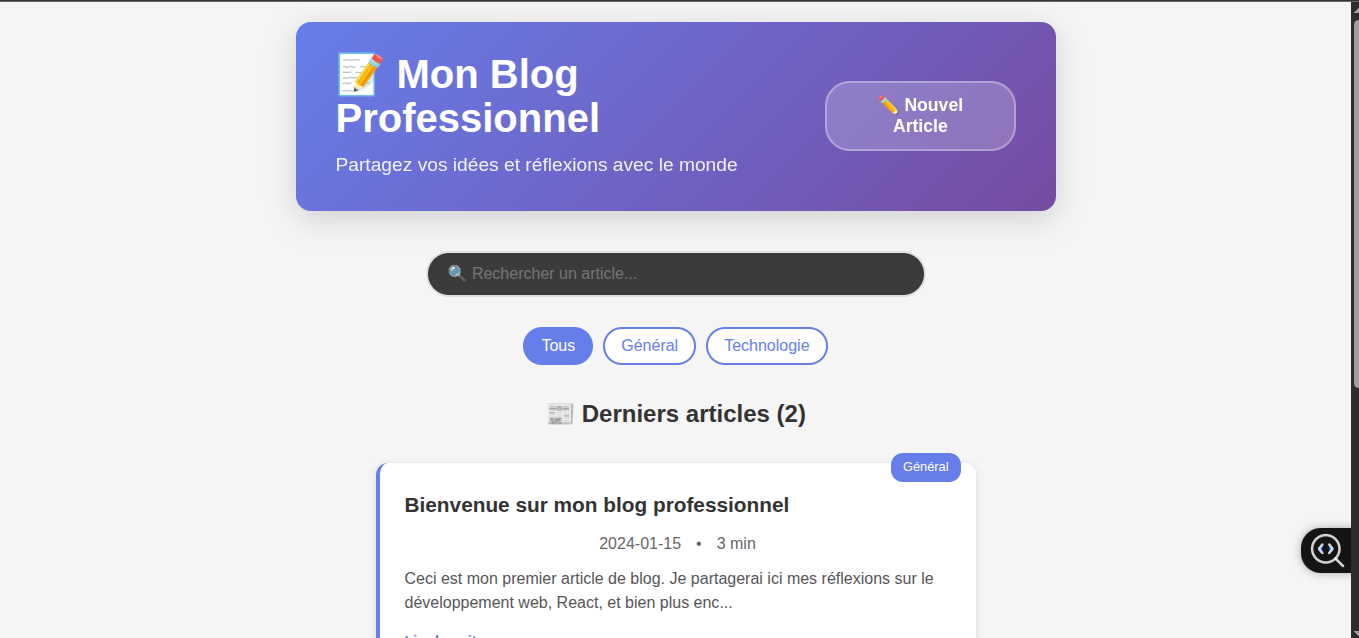 📝 Mon Blog
Professionnel
Partagez vos idées et réflexions avec le monde
✏️ Nouvel
Article
🔍 Rechercher un article...
Tous
Général
Technologie
📰 Derniers articles (2)
Général
Bienvenue sur mon blog professionnel
2024-01-15 • 3 min
Ceci est mon premier article de blog. Je partagerai ici mes réflexions sur le
développement web, React, et bien plus enc...